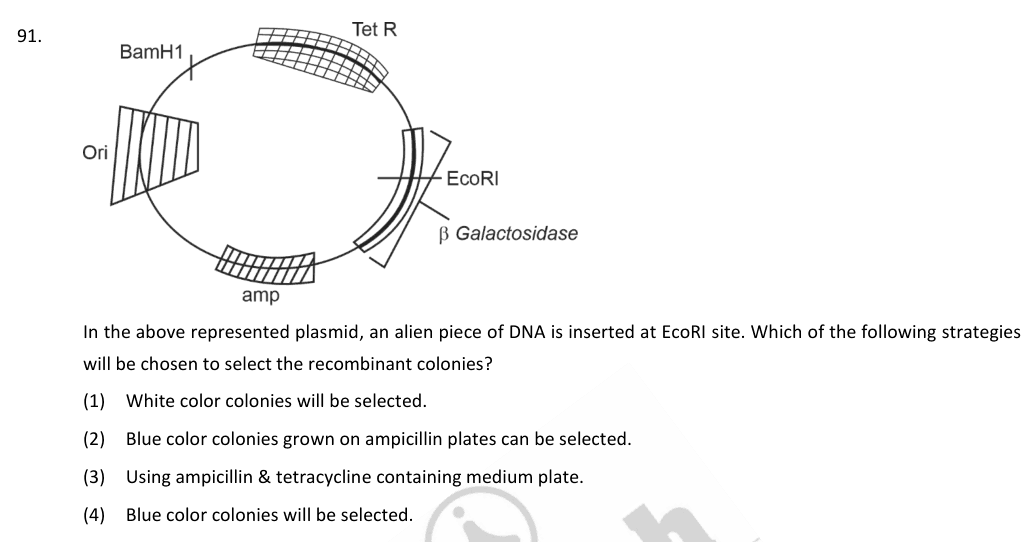 91.
Tet R
BamH1
Ori
EcoRI
β Galactosidase
amp
In the above represented plasmid, an alien piece of DNA is inserted at EcoRI site. Which of the following strategies
will be chosen to select the recombinant colonies?
(1) White color colonies will be selected.
(2) Blue color colonies grown on ampicillin plates can be selected.
(3) Using ampicillin & tetracycline containing medium plate.
(4) Blue color colonies will be selected.